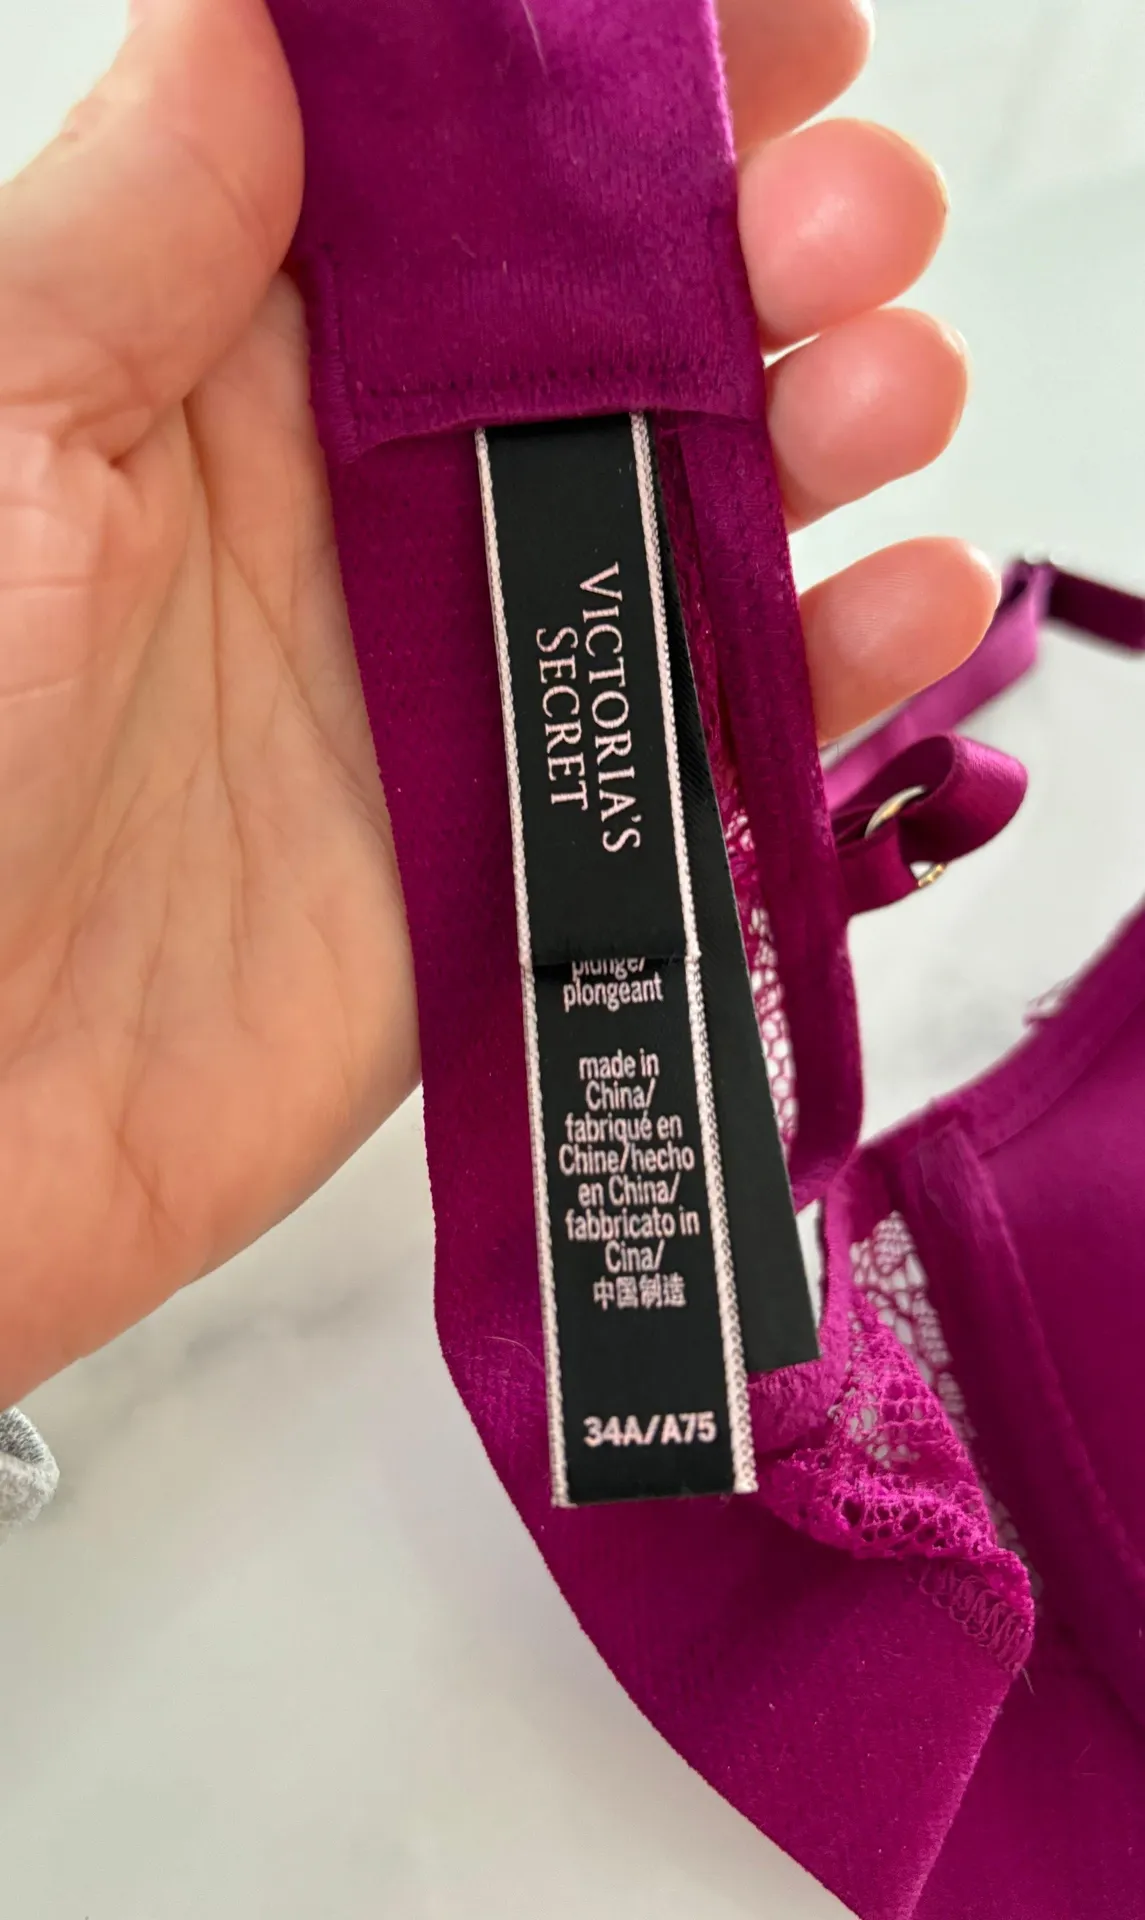 VICTORIA'S
SECRET
plunge/
plongeant
made in
China/
fabriqué en
Chine/hecho
en China/
fabbricato in
Cina/
中国制造
34A/A75